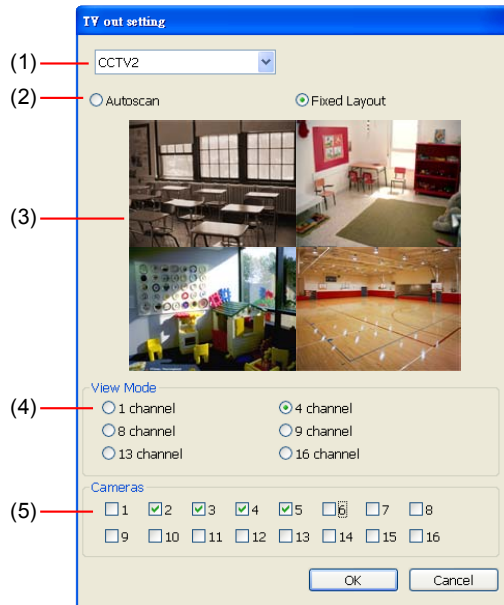 TV out setting
(1) CCTV2
(2) Autoscan Fixed Layout
(3)
View Mode
(4) 1 channel 4 channel
8 channel 9 channel
13 channel 16 channel
Cameras
(5) 1 2 3 4 5 6 7 8
9 10 11 12 13 14 15 16
OK Cancel